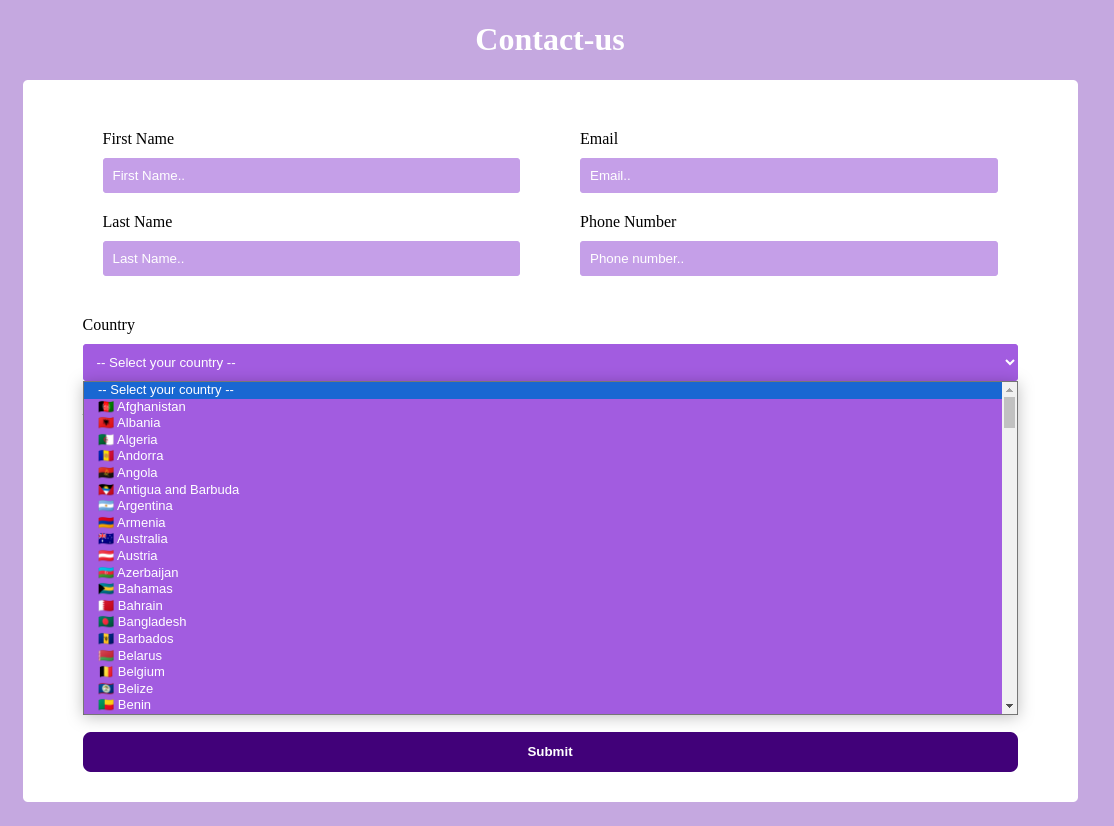 Contact-us
First Name
Email
First Name..
Email..
Last Name
Phone Number
Last Name..
Phone number..
Country
-- Select your country --
-- Select your country --
🇦🇫 Afghanistan
🇦🇱 Albania
🇩🇿 Algeria
🇦🇩 Andorra
🇦🇴 Angola
🇦🇬 Antigua and Barbuda
🇦🇷 Argentina
🇦🇲 Armenia
🇦🇺 Australia
🇦🇹 Austria
🇦🇿 Azerbaijan
🇧🇸 Bahamas
🇧🇭 Bahrain
🇧🇩 Bangladesh
🇧🇧 Barbados
🇧🇾 Belarus
🇧🇪 Belgium
🇧🇿 Belize
🇧🇯 Benin
Submit